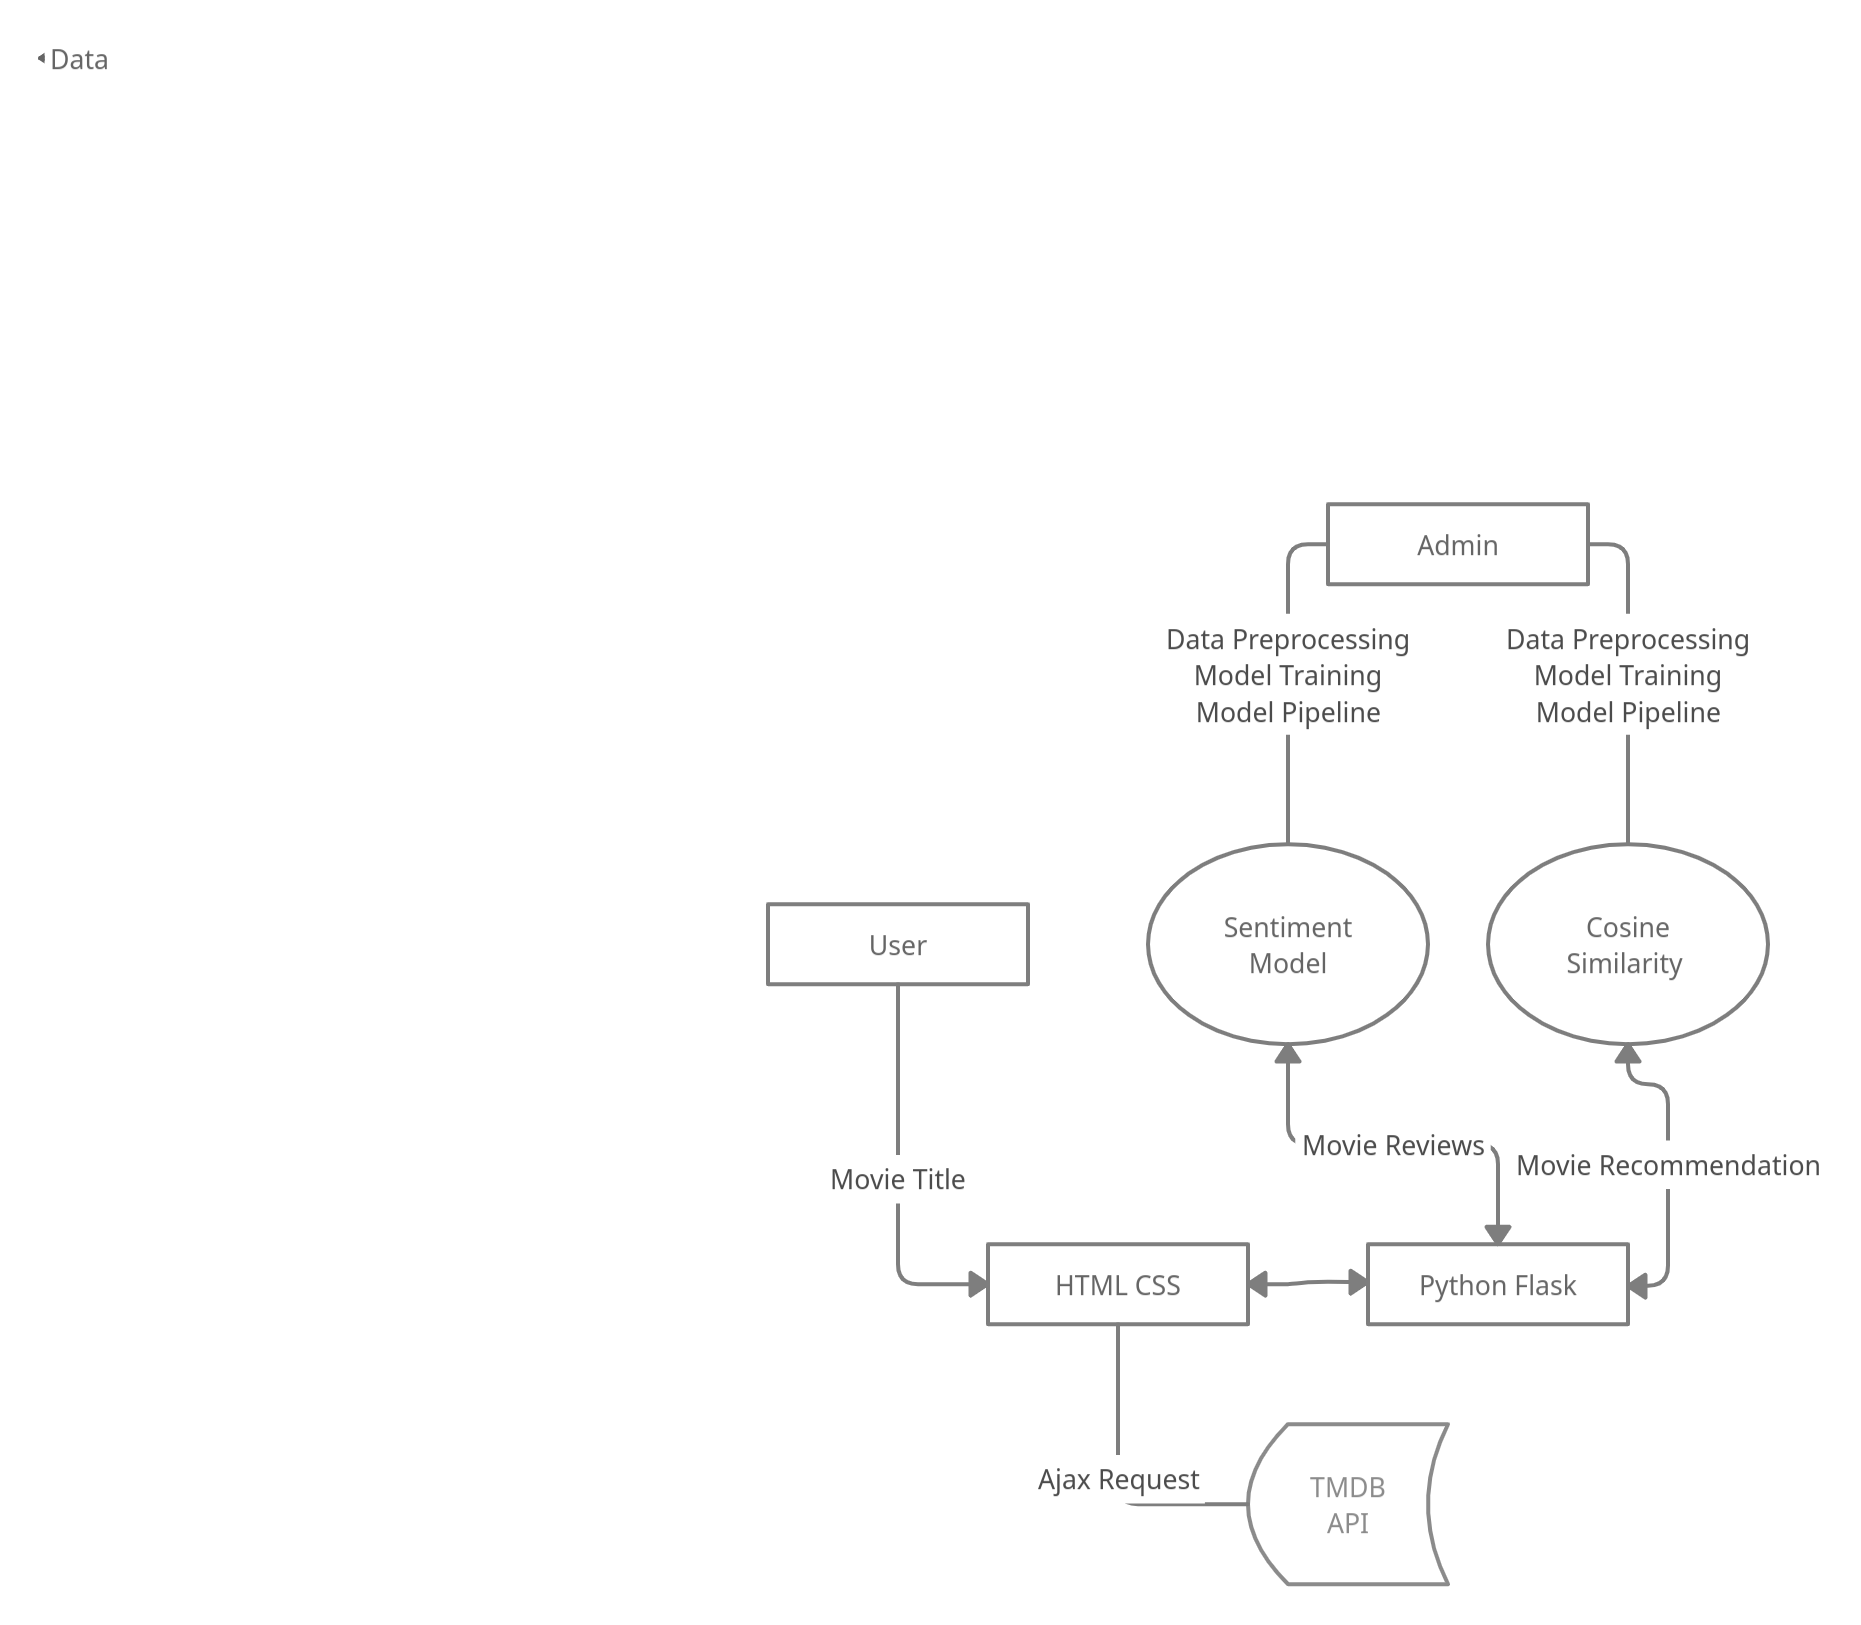 Data
Admin
Data Preprocessing
Model Training
Model Pipeline
Data Preprocessing
Model Training
Model Pipeline
User
Sentiment
Model
Cosine
Similarity
Movie Title
Movie Reviews
Movie Recommendation
HTML CSS
Python Flask
Ajax Request
TMDB
API